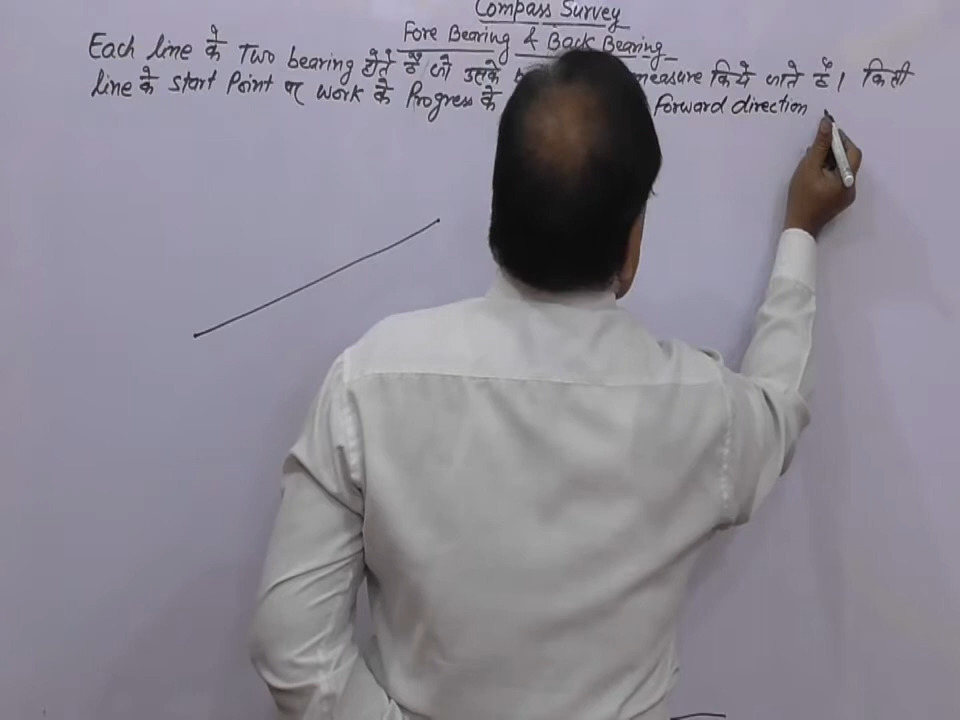 Compass Survey
Fore Bearing & Back Bearing
Each line के Two bearing होते हैं जो उसके measure किये जाते हैं। किसी
line के start Point पर work के Progress के forward direction